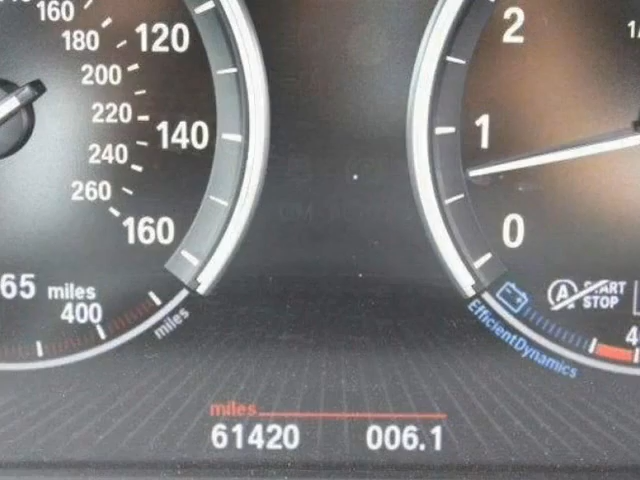 160
180 120
200
220 140
240
260
160
65 miles
400
miles
2
1
0
START
STOP
A
EfficientDynamics
miles
61420 006.1